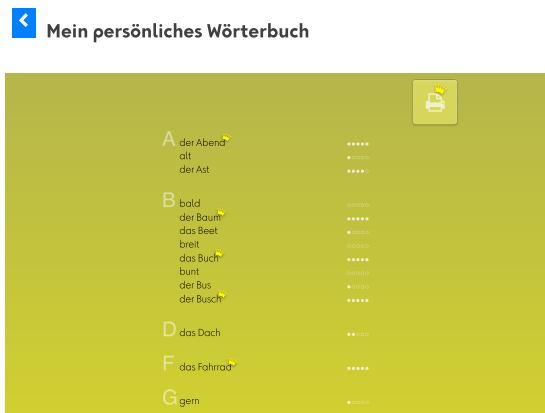 Mein persönliches Wörterbuch
A der Abend
alt
der Ast
B bald
der Baum
das Beet
breit
das Buch
bunt
der Bus
der Busch
D das Dach
F das Fahrrad
G gern